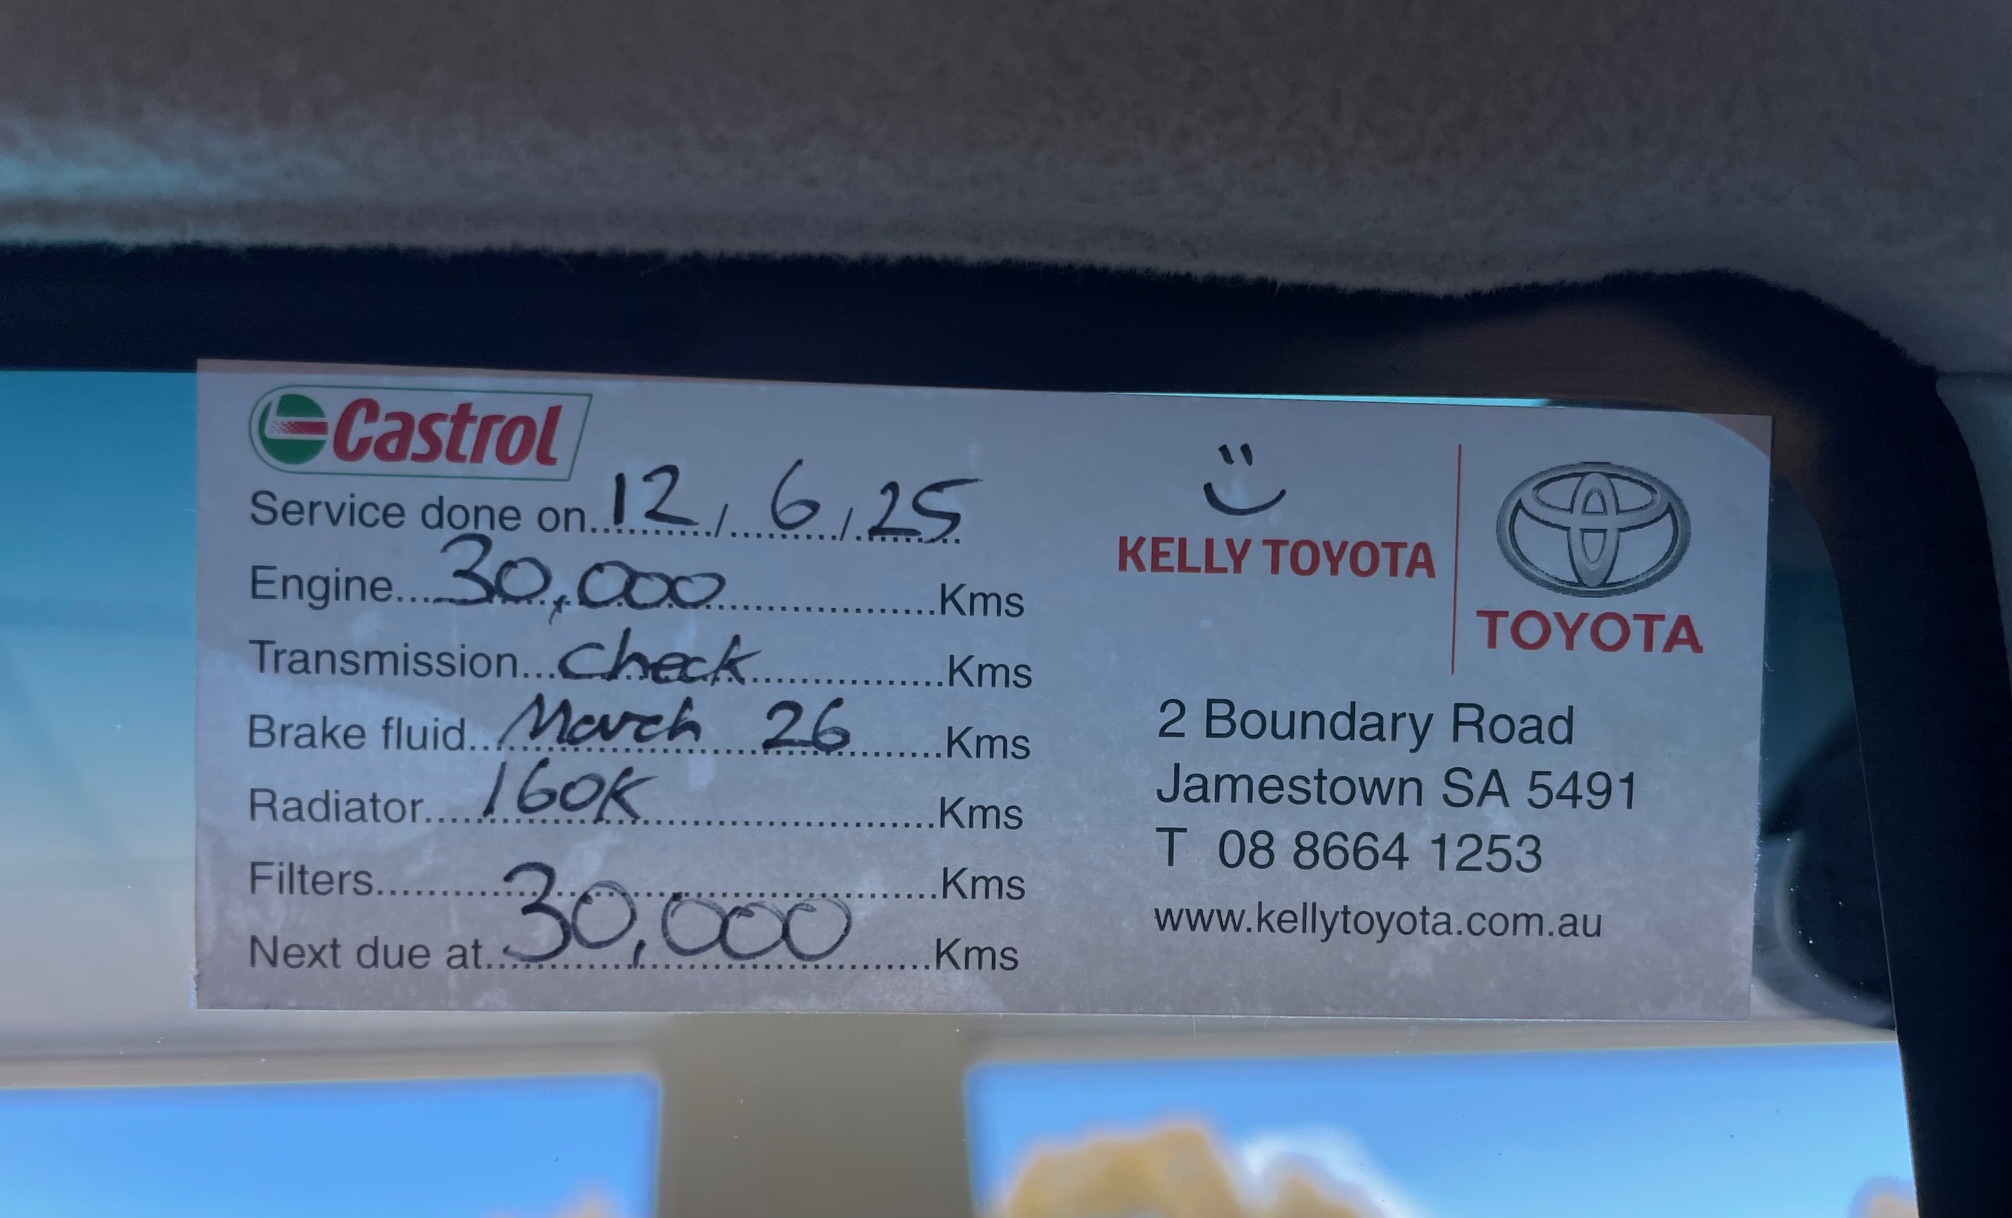 Castrol
Service done on..12../..6../.25..
Engine...30,000...Kms
Transmission...check...Kms
Brake fluid...March 26...Kms
Radiator...160K...Kms
Filters...Kms
Next due at..30,000...Kms
KELLY TOYOTA
TOYOTA
2 Boundary Road
Jamestown SA 5491
T 08 8664 1253
www.kellytoyota.com.au